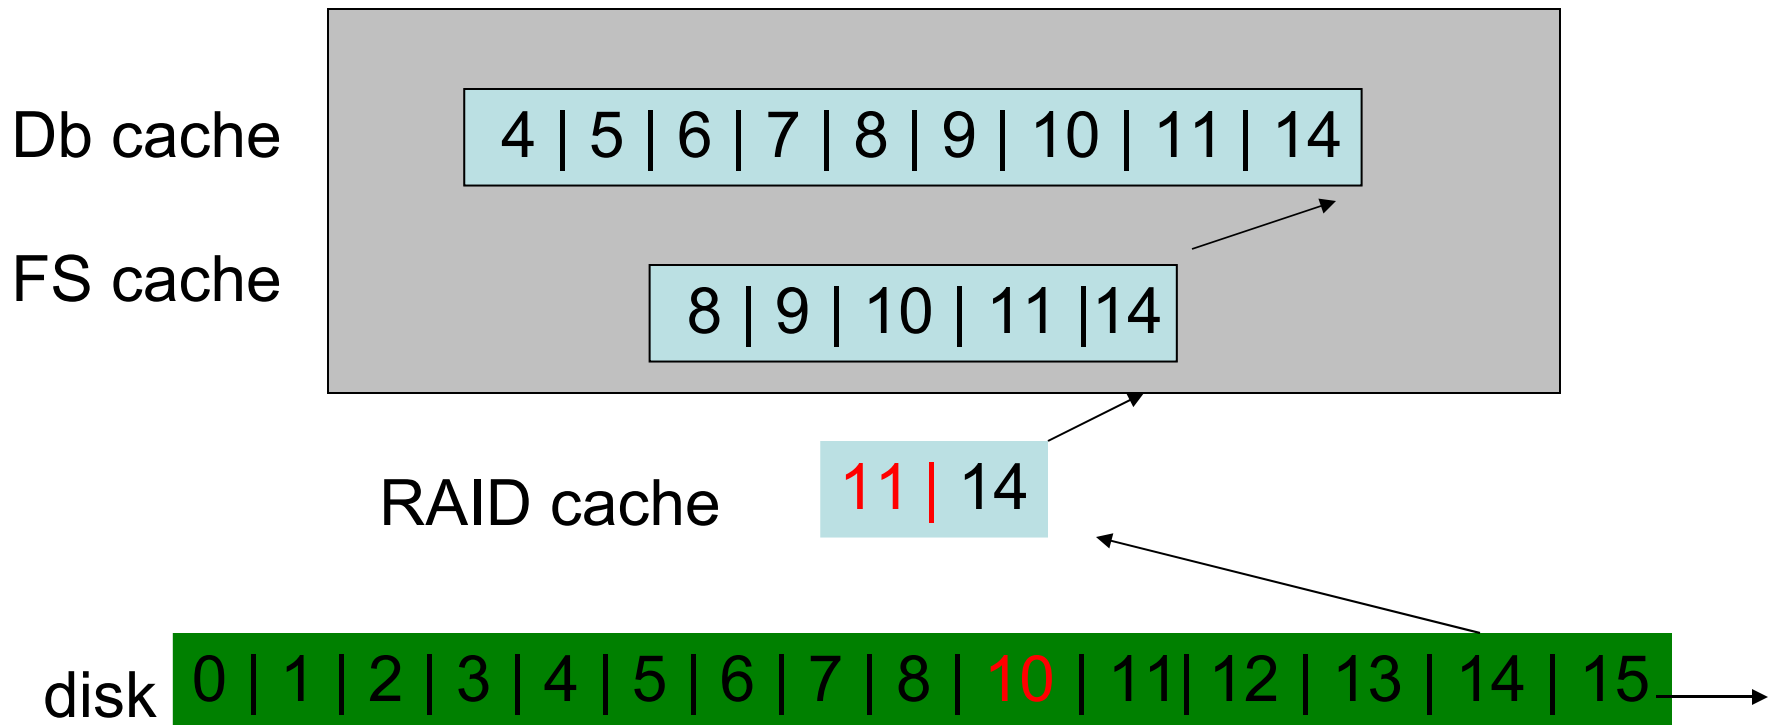 Db cache 4 | 5 | 6 | 7 | 8 | 9 | 10 | 11 | 14
FS cache 8 | 9 | 10 | 11 |14
RAID cache 11 | 14
disk 0 | 1 | 2 | 3 | 4 | 5 | 6 | 7 | 8 | 10 | 11| 12 | 13 | 14 | 15